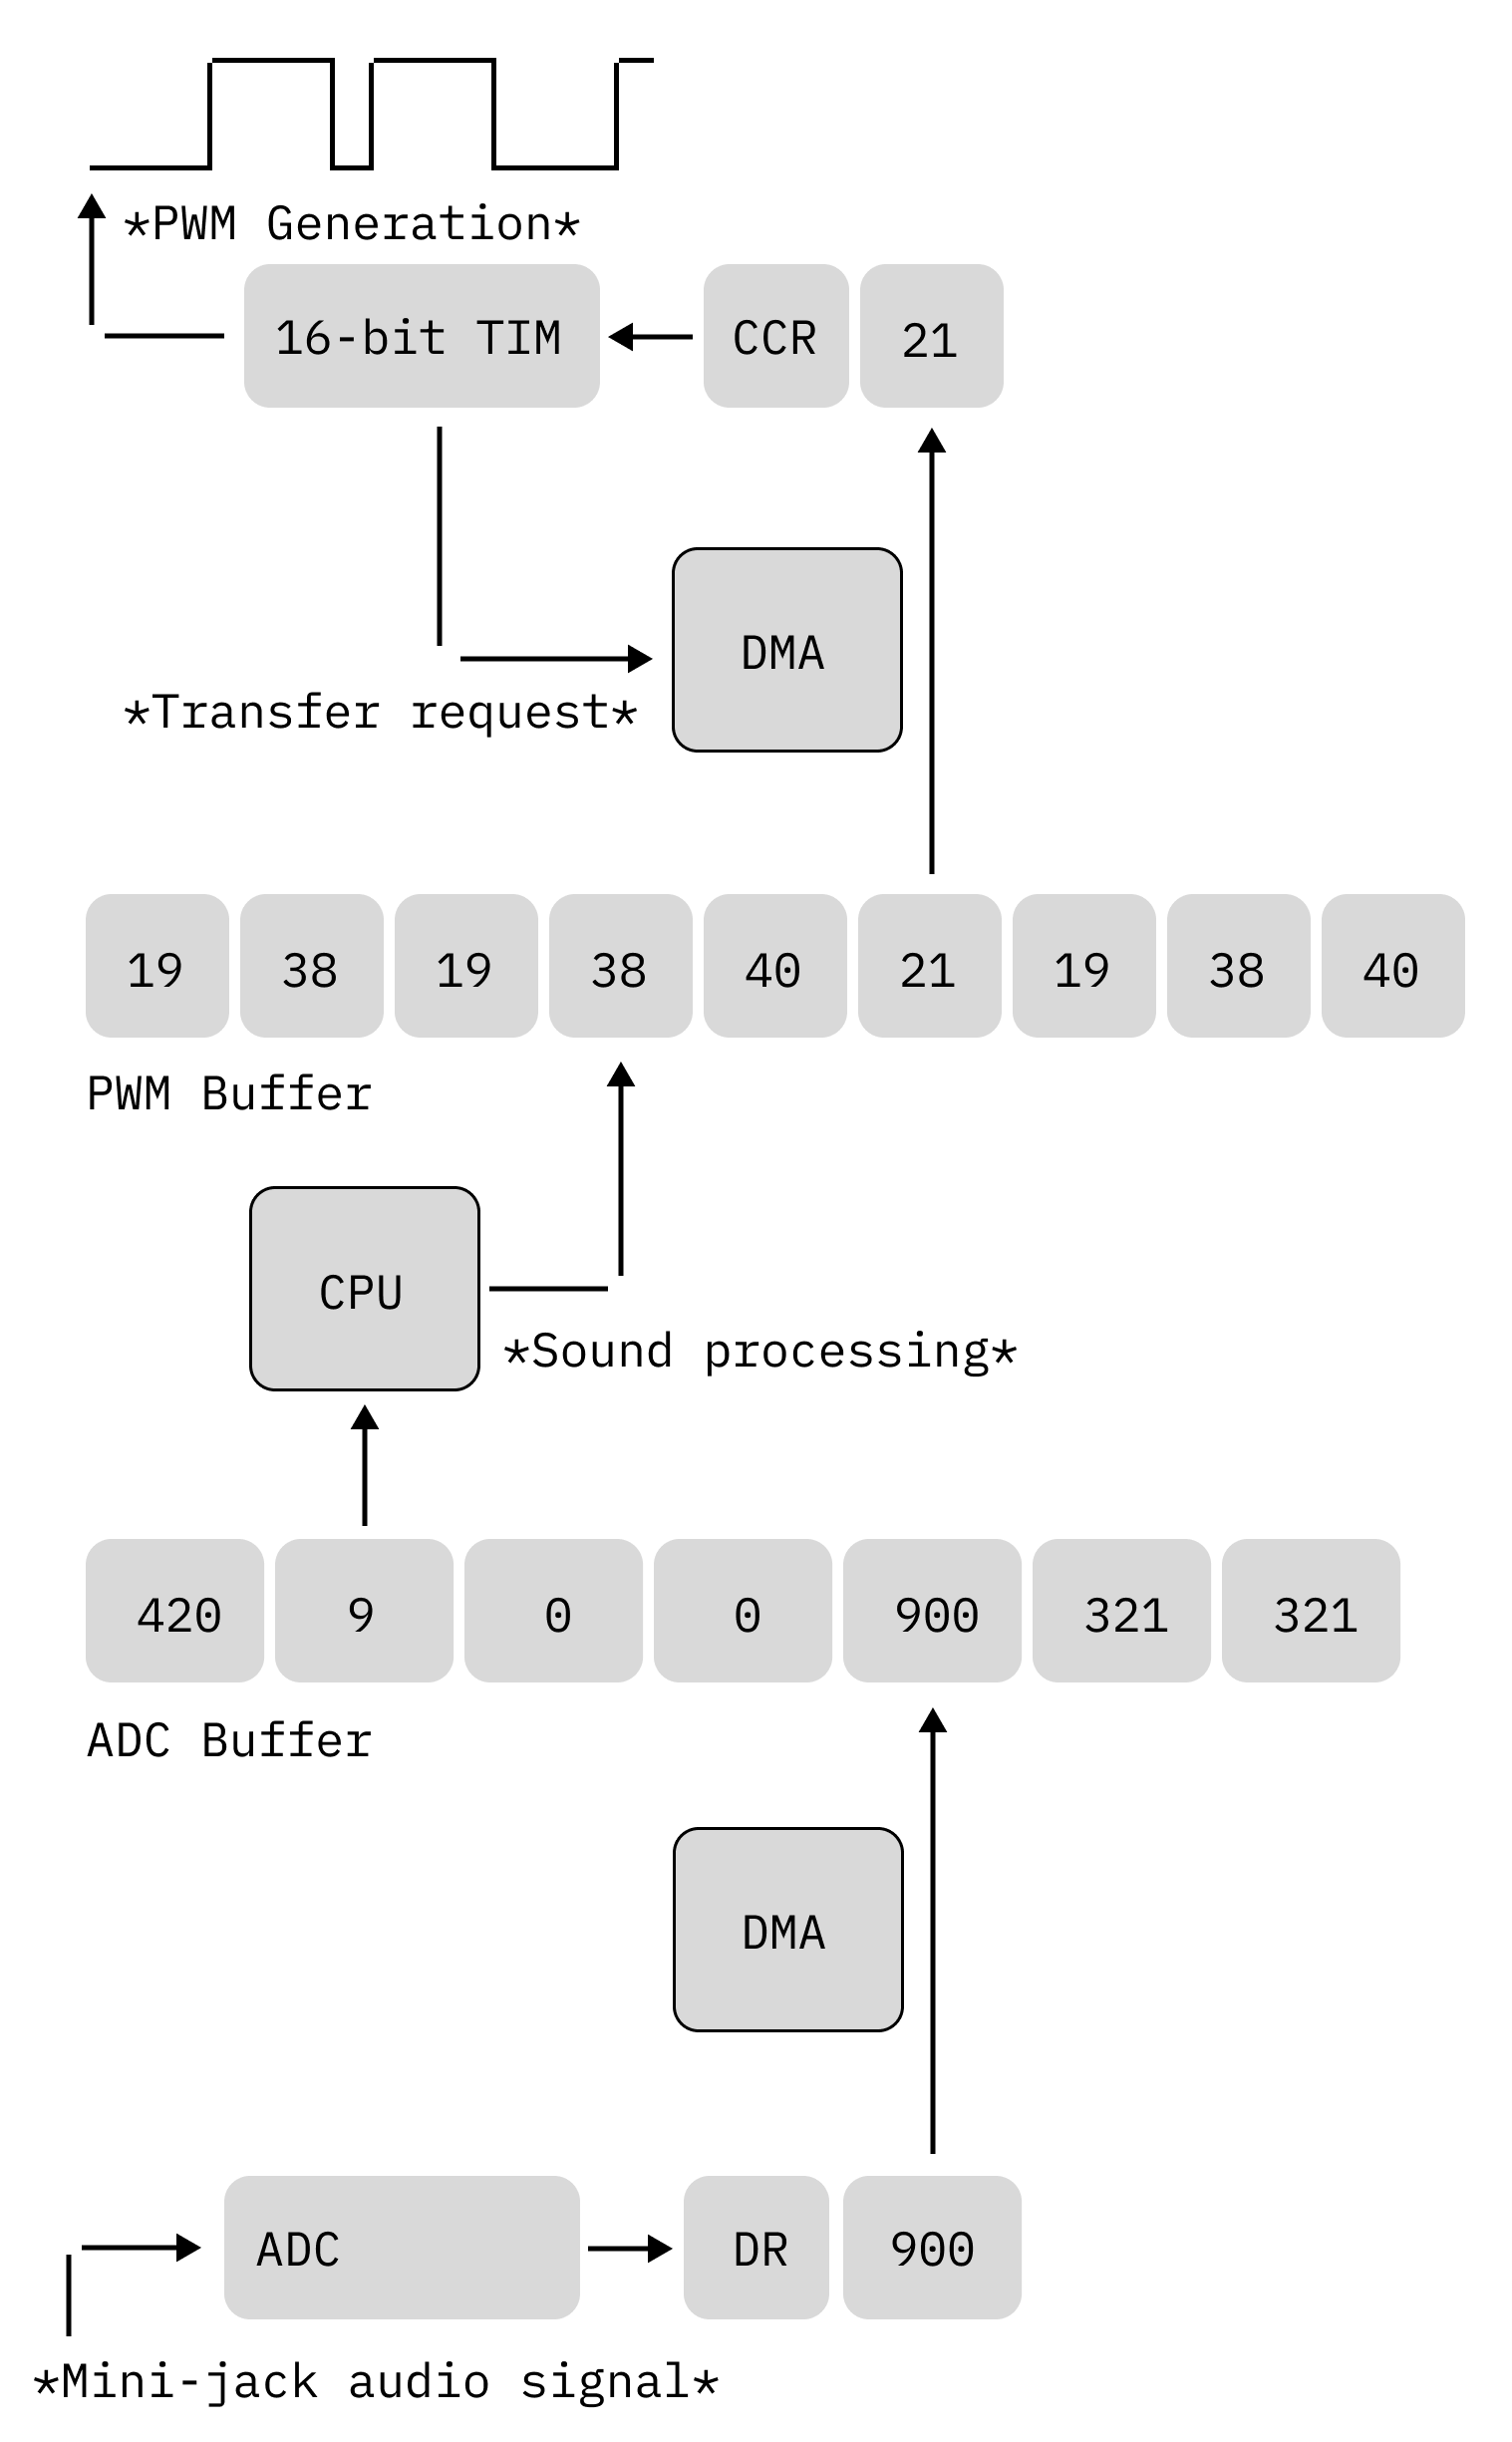 *PWM Generation*
16-bit TIM CCR 21
DMA
*Transfer request*
19 38 19 38 40 21 19 38 40
PWM Buffer
CPU
*Sound processing*
420 9 0 0 900 321 321
ADC Buffer
DMA
ADC DR 900
*Mini-jack audio signal*